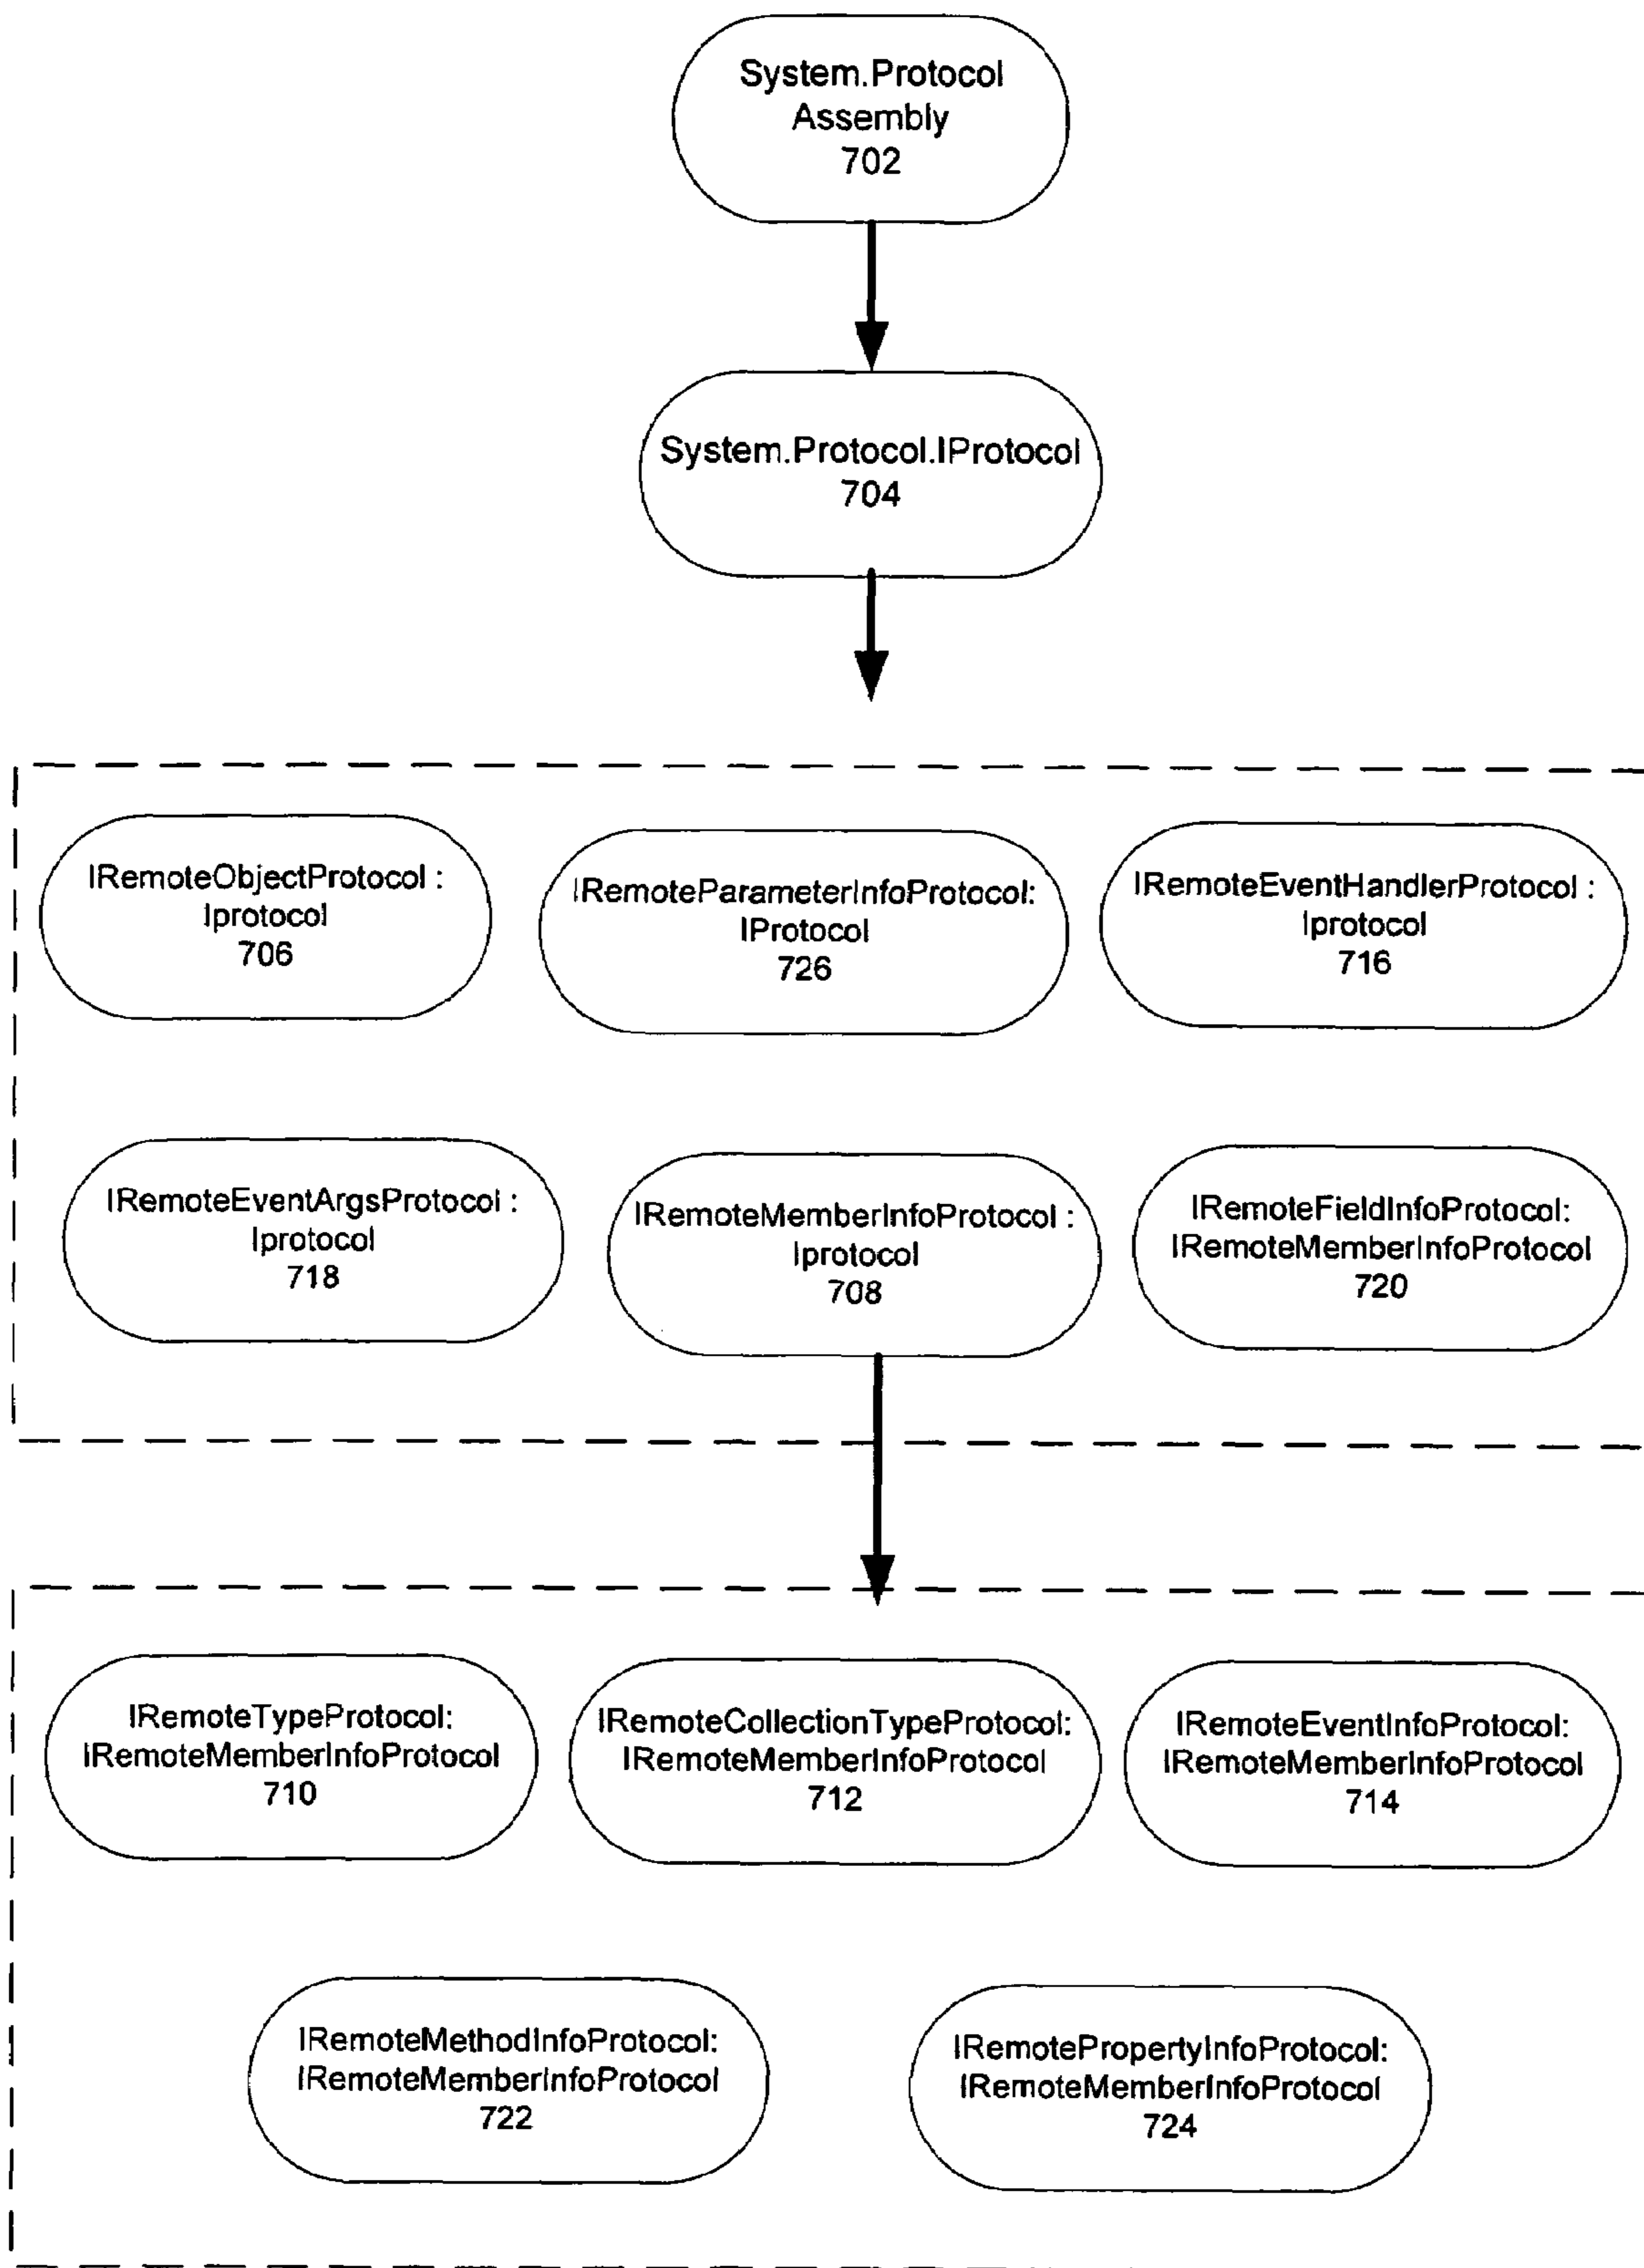 System.Protocol
Assembly
702
System.Protocol.IProtocol
704
IRemoteObjectProtocol :
Iprotocol
706
IRemoteParameterInfoProtocol:
IProtocol
726
IRemoteEventHandlerProtocol :
Iprotocol
716
IRemoteEventArgsProtocol :
Iprotocol
718
IRemoteMemberInfoProtocol :
Iprotocol
708
IRemoteFieldInfoProtocol:
IRemoteMemberInfoProtocol
720
IRemoteTypeProtocol:
IRemoteMemberInfoProtocol
710
IRemoteCollectionTypeProtocol:
IRemoteMemberInfoProtocol
712
IRemoteEventInfoProtocol:
IRemoteMemberInfoProtocol
714
IRemoteMethodInfoProtocol:
IRemoteMemberInfoProtocol
722
IRemotePropertyInfoProtocol:
IRemoteMemberInfoProtocol
724